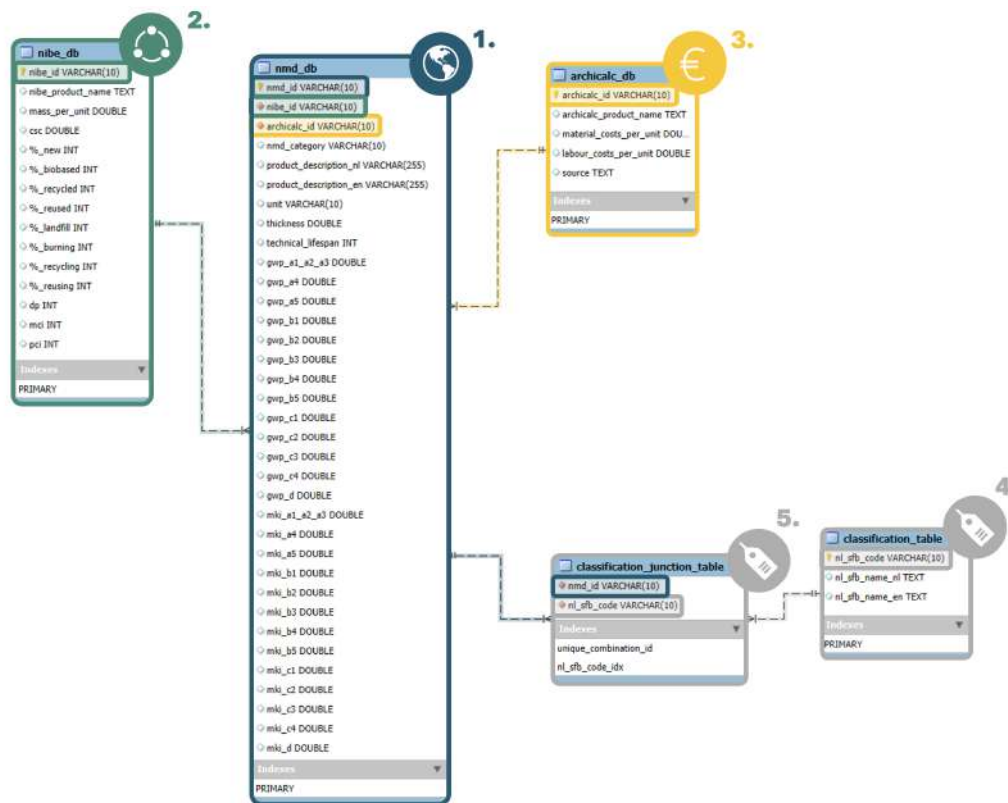 2.
nibe_db
nibe_id VARCHAR(10)
nibe_product_name TEXT
mass_per_unit DOUBLE
csc DOUBLE
%_new INT
%_biobased INT
%_recycled INT
%_reused INT
%_landfill INT
%_burning INT
%_recycling INT
%_reusing INT
dp INT
mci INT
pci INT
Indexes
PRIMARY
1.
nmd_db
nmd_id VARCHAR(10)
nibe_id VARCHAR(10)
archicalc_id VARCHAR(10)
nmd_category VARCHAR(10)
product_description_nl VARCHAR(255)
product_description_en VARCHAR(255)
unit VARCHAR(10)
thickness DOUBLE
technical_lifespan INT
gwp_a1_a2_a3 DOUBLE
gwp_a4 DOUBLE
gwp_a5 DOUBLE
gwp_b1 DOUBLE
gwp_b2 DOUBLE
gwp_b3 DOUBLE
gwp_b4 DOUBLE
gwp_b5 DOUBLE
gwp_c1 DOUBLE
gwp_c2 DOUBLE
gwp_c3 DOUBLE
gwp_c4 DOUBLE
gwp_d DOUBLE
mki_a1_a2_a3 DOUBLE
mki_a4 DOUBLE
mki_a5 DOUBLE
mki_b1 DOUBLE
mki_b2 DOUBLE
mki_b3 DOUBLE
mki_b4 DOUBLE
mki_b5 DOUBLE
mki_c1 DOUBLE
mki_c2 DOUBLE
mki_c3 DOUBLE
mki_c4 DOUBLE
mki_d DOUBLE
Indexes
PRIMARY
€
3.
archicalc_db
archicalc_id VARCHAR(10)
archicalc_product_name TEXT
material_costs_per_unit DOU...
labour_costs_per_unit DOUBLE
source TEXT
Indexes
PRIMARY
5.
classification_junction_table
nmd_id VARCHAR(10)
nl_sfb_code VARCHAR(10)
Indexes
unique_combination_id
nl_sfb_code_idx
4
classification_table
nl_sfb_code VARCHAR(10)
nl_sfb_name_nl TEXT
nl_sfb_name_en TEXT
Indexes
PRIMARY